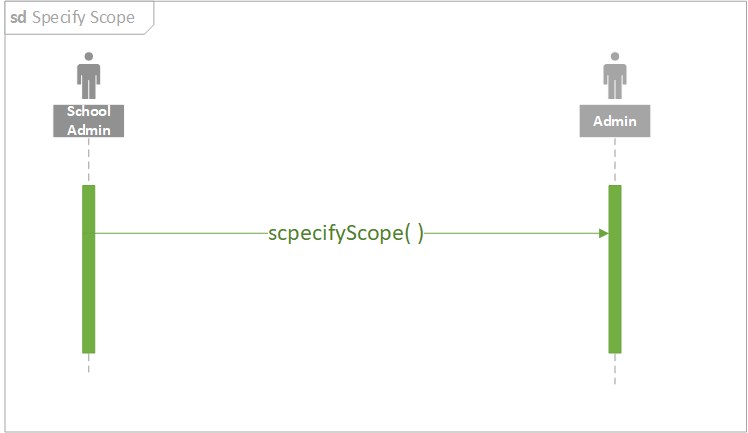 sd Specify Scope
School
Admin
Admin
scpecifyScope( )